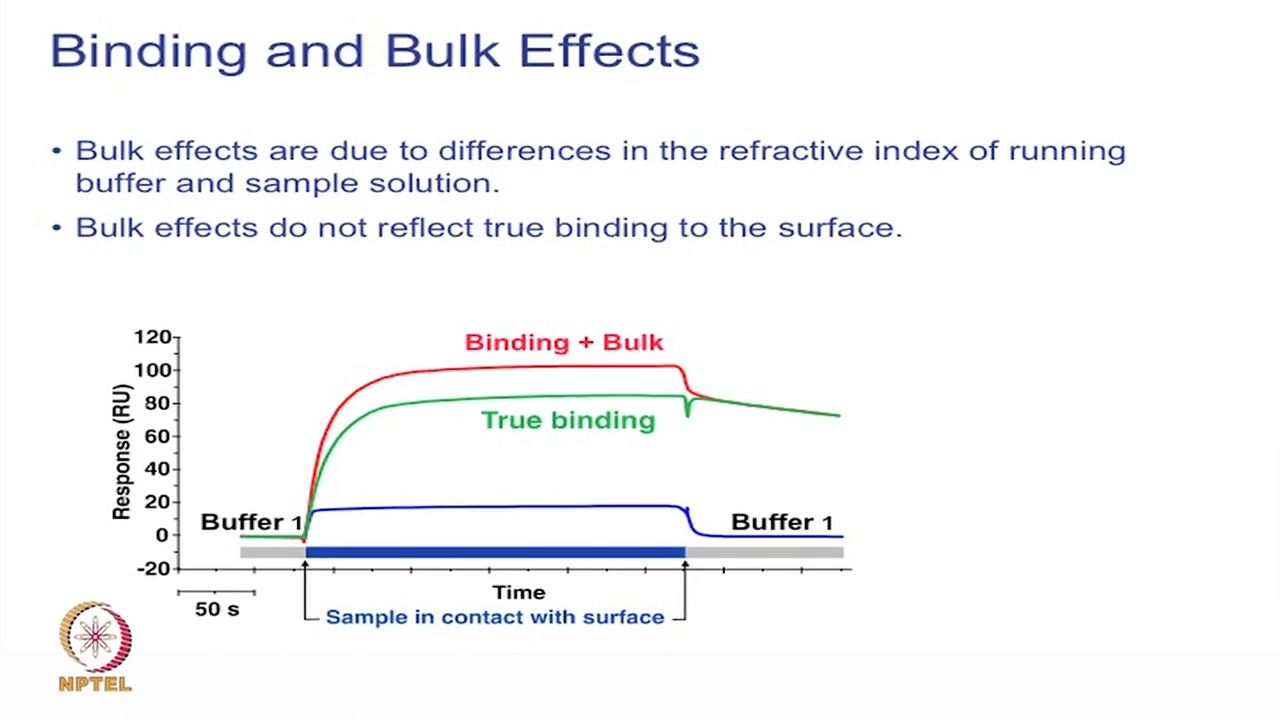 Binding and Bulk Effects
• Bulk effects are due to differences in the refractive index of running
buffer and sample solution.
• Bulk effects do not reflect true binding to the surface.
120
100
80
60
40
20
0
-20
Response (RU)
Binding + Bulk
True binding
Buffer 1
Buffer 1
Time
50 s
Sample in contact with surface
NPTEL